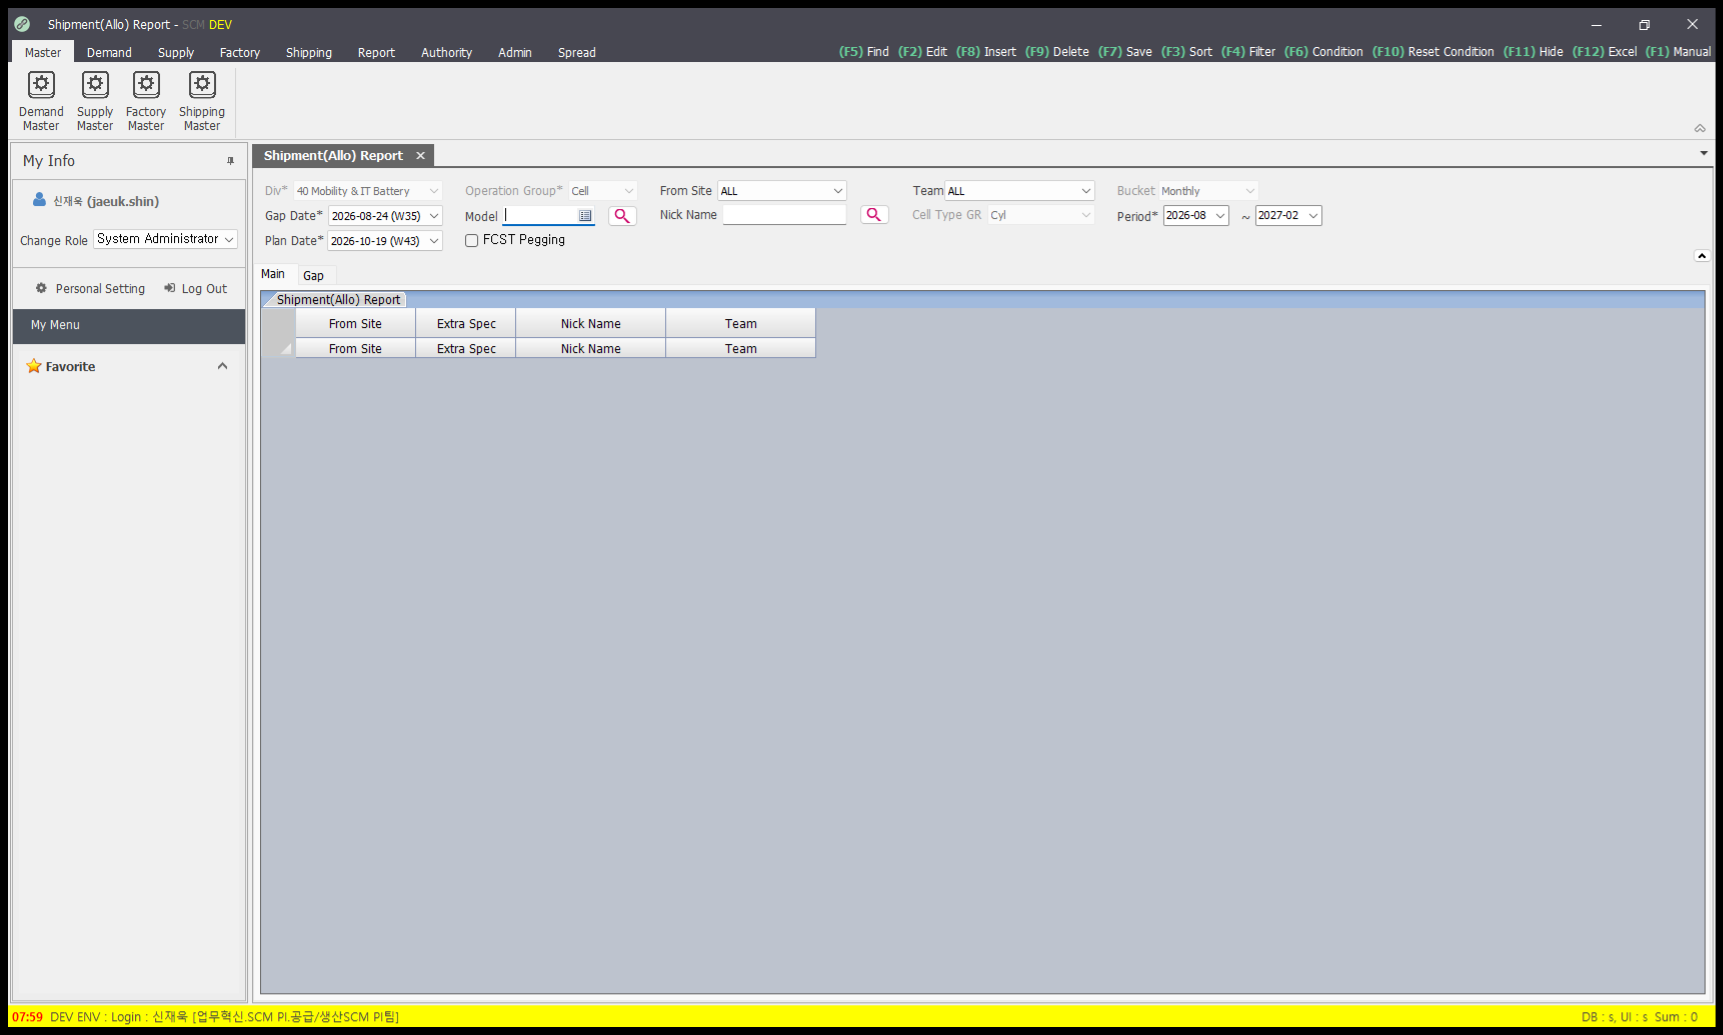 Shipment(Allo) Report - SCM DEV
Master Demand Supply Factory Shipping Report Authority Admin Spread (F5) Find (F2) Edit (F8) Insert (F9) Delete (F7) Save (F3) Sort (F4) Filter (F6) Condition (F10) Reset Condition (F11) Hide (F12) Excel (F1) Manual
Demand Master
Supply Master
Factory Master
Shipping Master
My Info
신재욱 (jaeuk.shin)
Change Role System Administrator
Personal Setting Log Out
My Menu
Favorite
Shipment(Allo) Report
Div* 40 Mobility & IT Battery Operation Group* Cell From Site ALL Team ALL Bucket Monthly
Gap Date* 2026-08-24 (W35) Model Nick Name Cell Type GR Cyl Period* 2026-08 ~ 2027-02
Plan Date* 2026-10-19 (W43) FCST Pegging
Main Gap
Shipment(Allo) Report
From Site Extra Spec Nick Name Team
From Site Extra Spec Nick Name Team
07:59 DEV ENV : Login : 신재욱 [업무혁신.SCM PI.공급/생산SCM PI팀] DB : s, UI : s Sum : 0